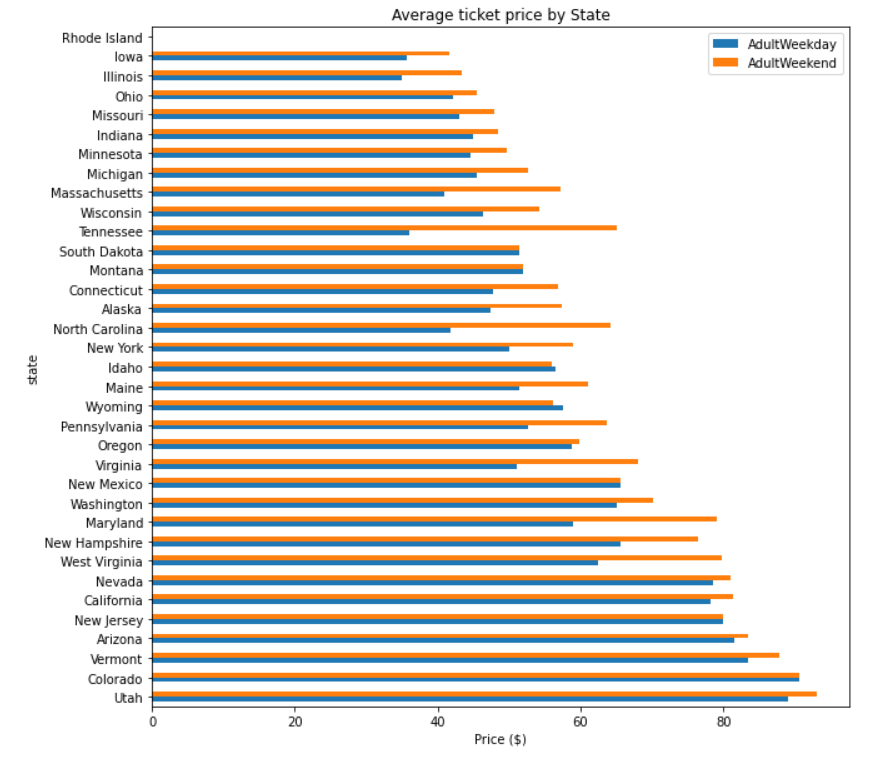 Average ticket price by State
AdultWeekday
AdultWeekend
Rhode Island
Iowa
Illinois
Ohio
Missouri
Indiana
Minnesota
Michigan
Massachusetts
Wisconsin
Tennessee
South Dakota
Montana
Connecticut
Alaska
North Carolina
New York
Idaho
Maine
Wyoming
Pennsylvania
Oregon
Virginia
New Mexico
Washington
Maryland
New Hampshire
West Virginia
Nevada
California
New Jersey
Arizona
Vermont
Colorado
Utah
state
0 20 40 60 80
Price ($)